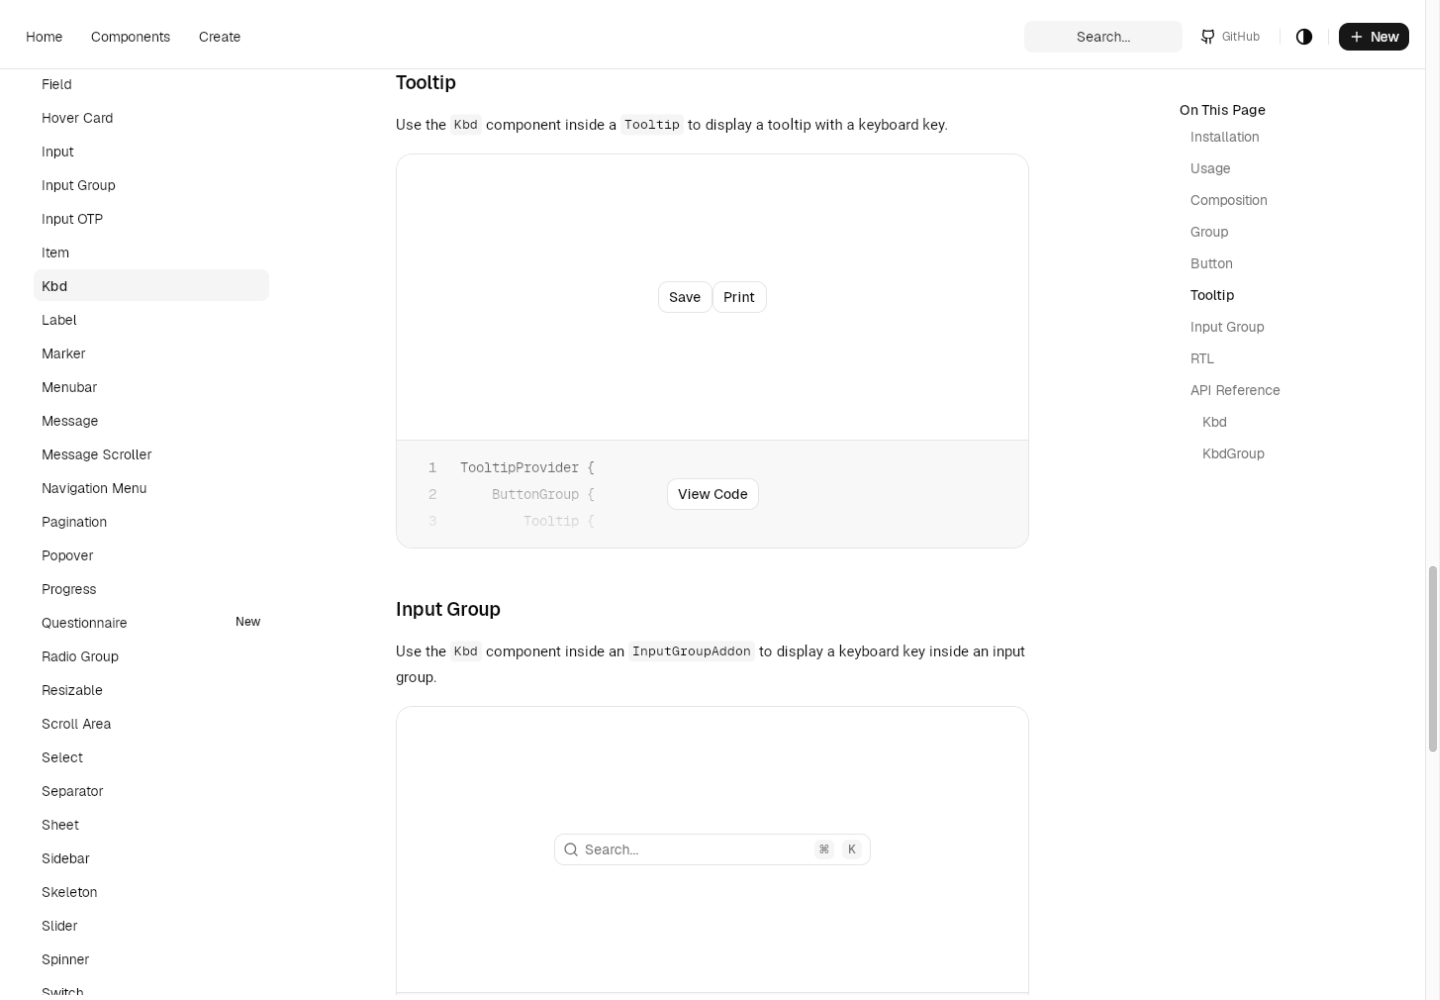 Home
Components
Create
Search...
GitHub
New
Field
Hover Card
Input
Input Group
Input OTP
Item
Kbd
Label
Marker
Menubar
Message
Message Scroller
Navigation Menu
Pagination
Popover
Progress
Questionnaire
New
Radio Group
Resizable
Scroll Area
Select
Separator
Sheet
Sidebar
Skeleton
Slider
Spinner
Switch
Tooltip
Use the Kbd component inside a Tooltip to display a tooltip with a keyboard key.
Save
Print
1 TooltipProvider {
2 ButtonGroup {
3 Tooltip {
View Code
Input Group
Use the Kbd component inside an InputGroupAddon to display a keyboard key inside an input
group.
Search...
⌘ K
On This Page
Installation
Usage
Composition
Group
Button
Tooltip
Input Group
RTL
API Reference
Kbd
KbdGroup